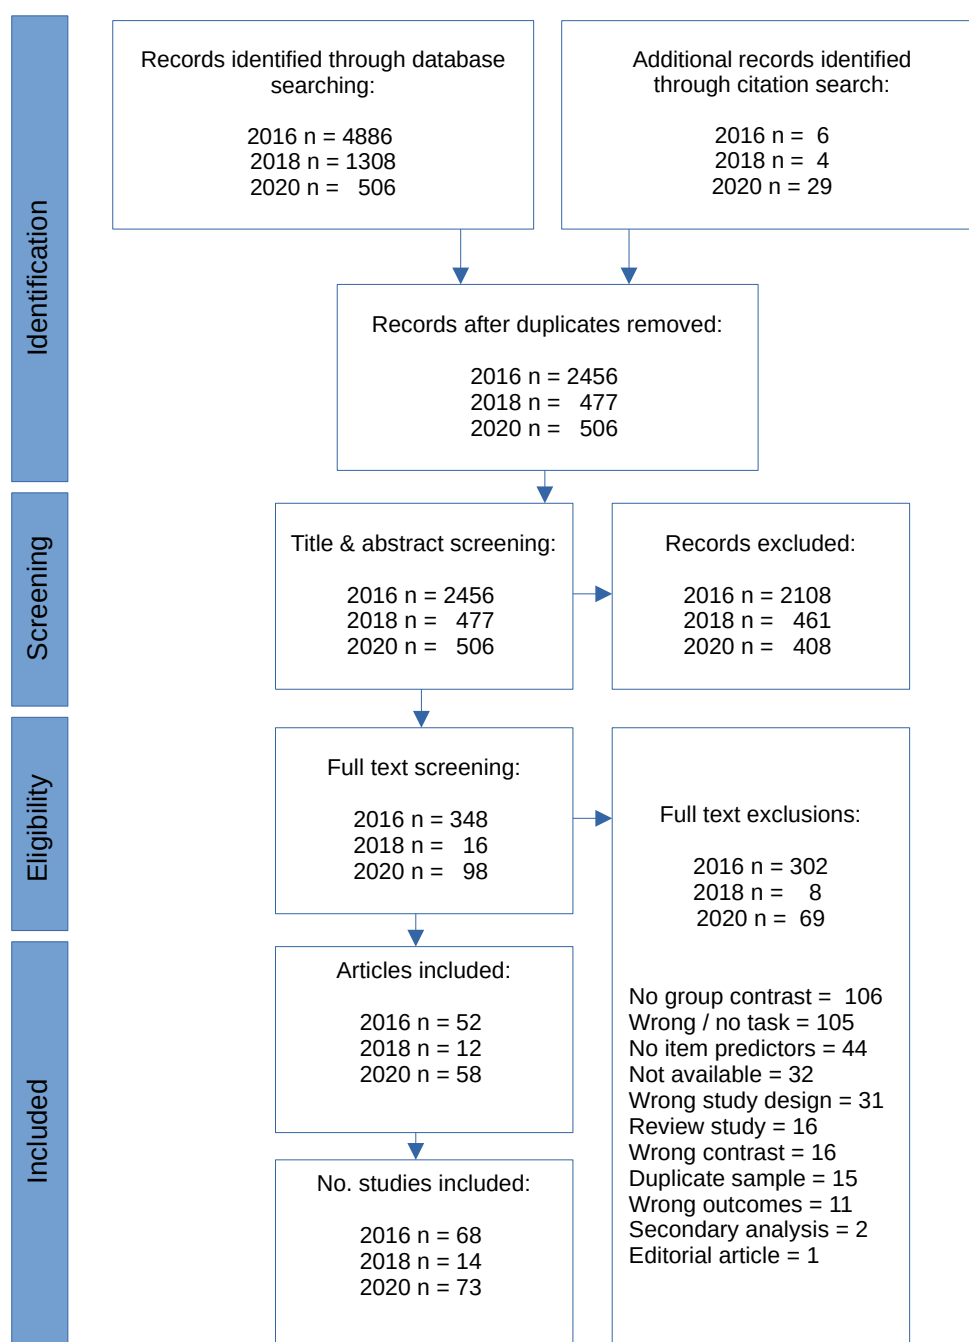 Identification
Records identified through database
searching:
2016 n = 4886
2018 n = 1308
2020 n = 506
Additional records identified
through citation search:
2016 n = 6
2018 n = 4
2020 n = 29
Records after duplicates removed:
2016 n = 2456
2018 n = 477
2020 n = 506
Screening
Title & abstract screening:
2016 n = 2456
2018 n = 477
2020 n = 506
Records excluded:
2016 n = 2108
2018 n = 461
2020 n = 408
Eligibility
Full text screening:
2016 n = 348
2018 n = 16
2020 n = 98
Full text exclusions:
2016 n = 302
2018 n = 8
2020 n = 69
No group contrast = 106
Wrong / no task = 105
No item predictors = 44
Not available = 32
Wrong study design = 31
Review study = 16
Wrong contrast = 16
Duplicate sample = 15
Wrong outcomes = 11
Secondary analysis = 2
Editorial article = 1
Included
Articles included:
2016 n = 52
2018 n = 12
2020 n = 58
No. studies included:
2016 n = 68
2018 n = 14
2020 n = 73